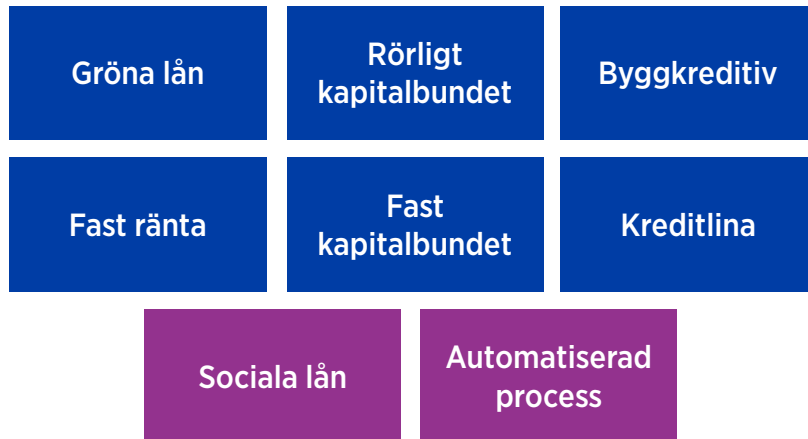 Gröna lån
Rörligt
kapitalbundet
Byggkreditiv
Fast ränta
Fast
kapitalbundet
Kreditlina
Sociala lån
Automatiserad
process